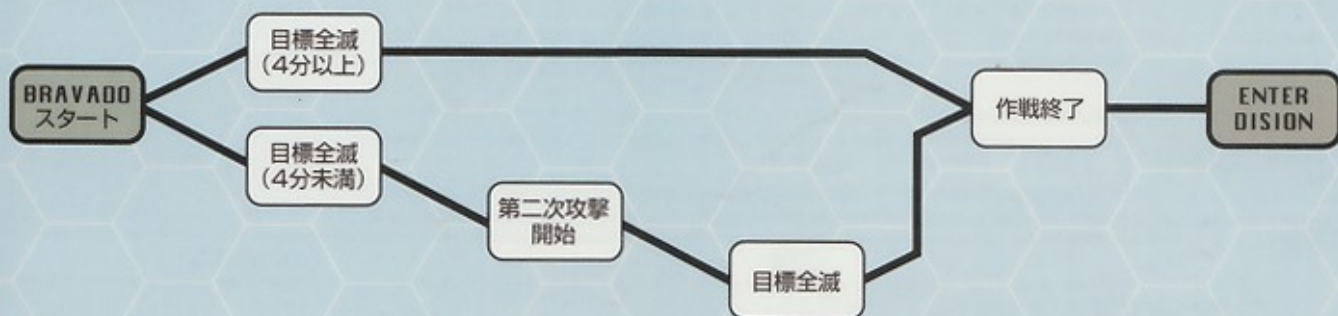 BRAVADO
スタート
目標全滅
(4分以上)
目標全滅
(4分未満)
第二次攻撃
開始
目標全滅
作戦終了
ENTER
DISION